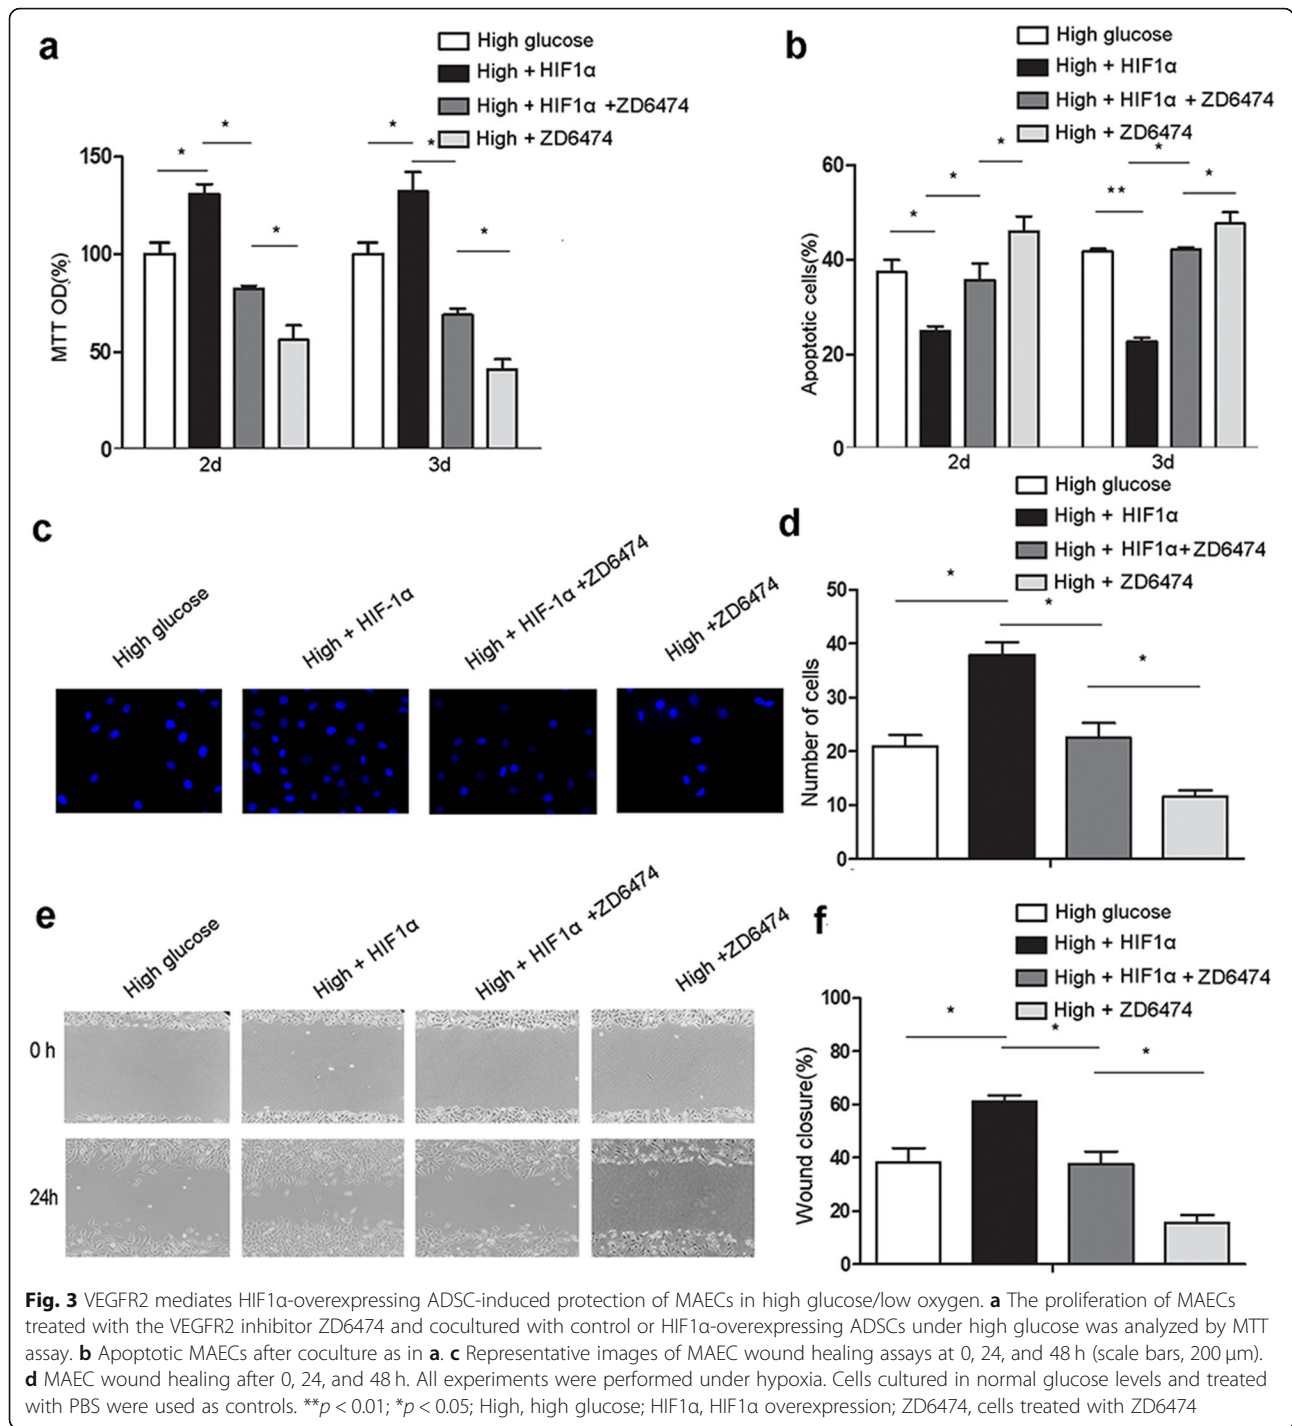 a
High glucose
High + HIF1α
High + HIF1α +ZD6474
High + ZD6474
* * * * * *
MTT OD(%)
150
100
50
0
2d 3d
b
High glucose
High + HIF1α
High + HIF1α + ZD6474
High + ZD6474
* * * ** * *
Apoptotic cells(%)
60
40
20
0
2d 3d
c
High glucose
High + HIF-1α
High + HIF-1α +ZD6474
High +ZD6474
d
High glucose
High + HIF1α
High + HIF1α+ZD6474
High + ZD6474
* * *
Number of cells
50
40
30
20
10
0
e
High glucose
High + HIF1α
High + HIF1α +ZD6474
High +ZD6474
0 h
24h
f
High glucose
High + HIF1α
High + HIF1α + ZD6474
High + ZD6474
* * *
Wound closure(%)
100
80
60
40
20
0
Fig. 3 VEGFR2 mediates HIF1α-overexpressing ADSC-induced protection of MAECs in high glucose/low oxygen. a The proliferation of MAECs
treated with the VEGFR2 inhibitor ZD6474 and cocultured with control or HIF1α-overexpressing ADSCs under high glucose was analyzed by MTT
assay. b Apoptotic MAECs after coculture as in a. c Representative images of MAEC wound healing assays at 0, 24, and 48 h (scale bars, 200 μm).
d MAEC wound healing after 0, 24, and 48 h. All experiments were performed under hypoxia. Cells cultured in normal glucose levels and treated
with PBS were used as controls. **p < 0.01; *p < 0.05; High, high glucose; HIF1α, HIF1α overexpression; ZD6474, cells treated with ZD6474